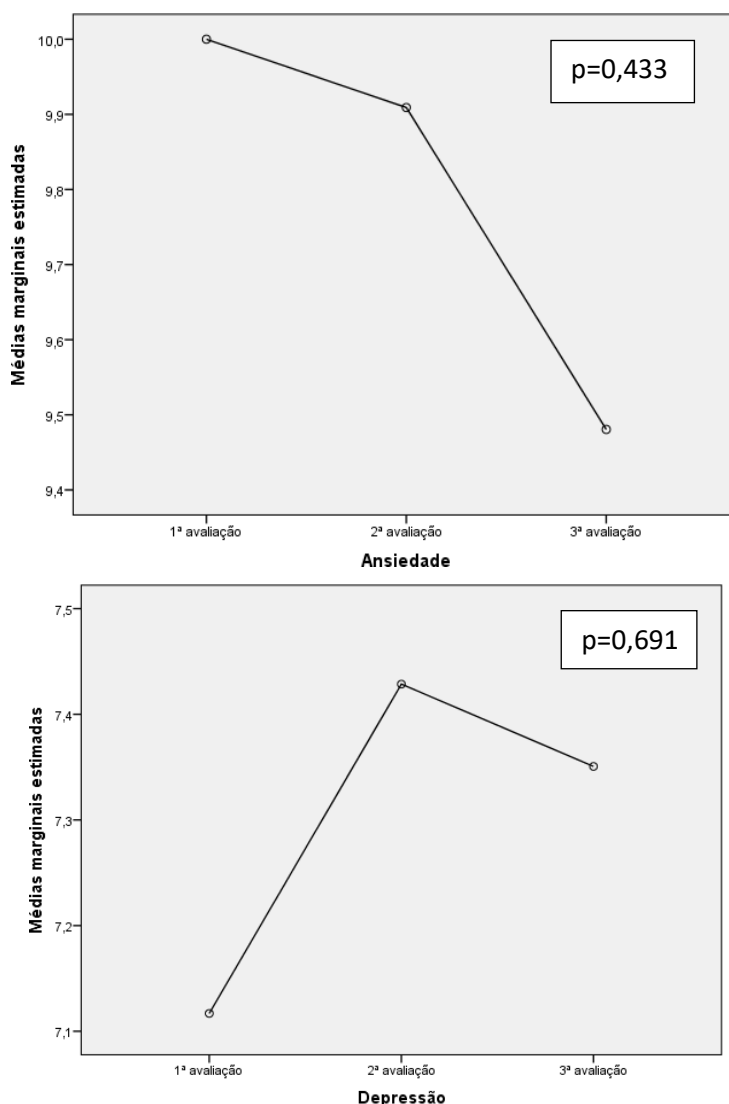 10,0
p=0,433
9,9
9,8
9,7
9,6
9,5
9,4
Médias marginais estimadas
1ª avaliação 2ª avaliação 3ª avaliação
Ansiedade
7,5
p=0,691
7,4
7,3
7,2
7,1
Médias marginais estimadas
1ª avaliação 2ª avaliação 3ª avaliação
Depressão